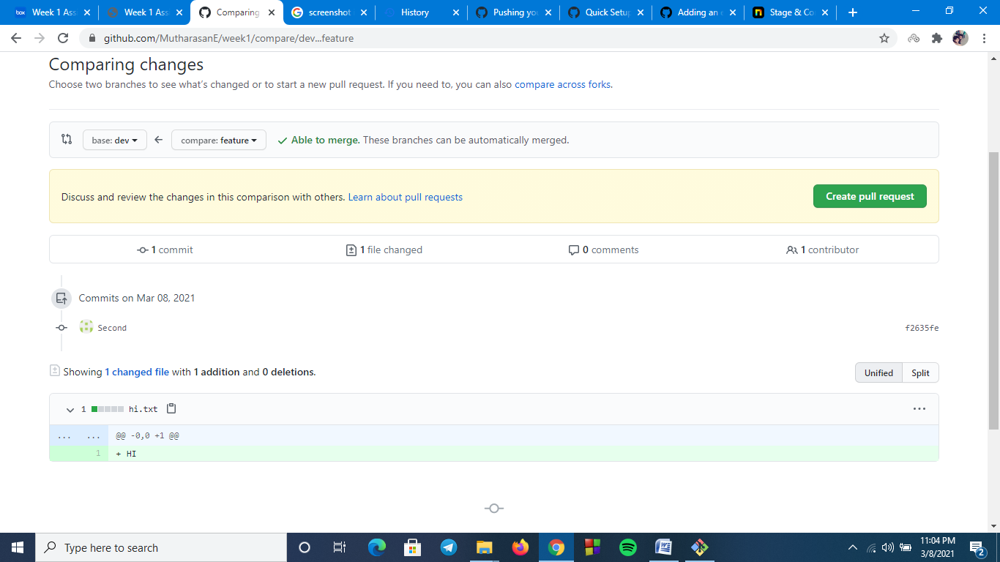 box Week 1 Ass
Week 1 Ass
Comparing
screenshot
History
Pushing you
Quick Setup
Adding an e
Stage & Co
github.com/MutharasanE/week1/compare/dev...feature
Comparing changes
Choose two branches to see what's changed or to start a new pull request. If you need to, you can also compare across forks.
base: dev
compare: feature
Able to merge. These branches can be automatically merged.
Discuss and review the changes in this comparison with others. Learn about pull requests
Create pull request
1 commit
1 file changed
0 comments
1 contributor
Commits on Mar 08, 2021
Second
f2635fe
Showing 1 changed file with 1 addition and 0 deletions.
Unified
Split
1 hi.txt
... ... @@ -0,0 +1 @@
1 + HI
Type here to search
11:04 PM
3/8/2021
2